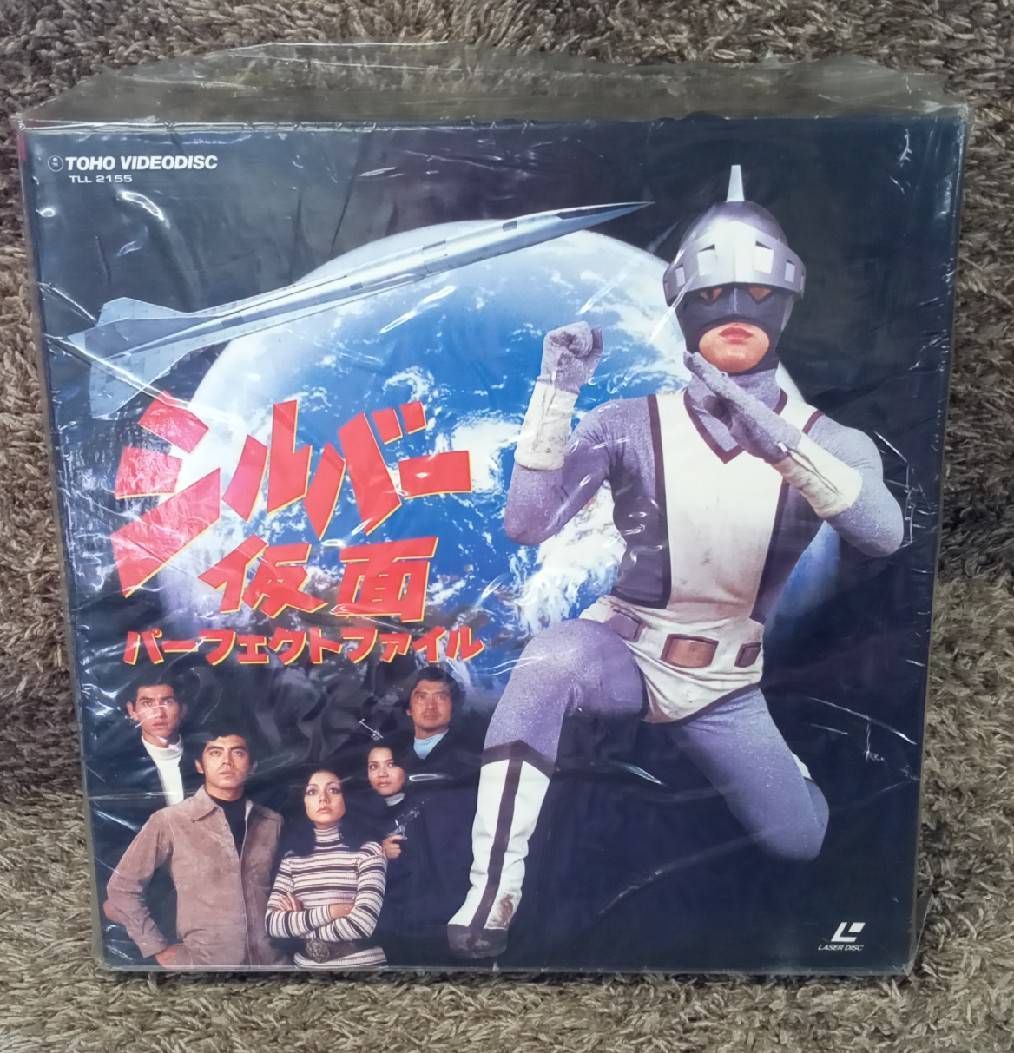 TOHO VIDEODISC
TLL 2155
シルバー
仮面
パーフェクトファイル
LASER DISC